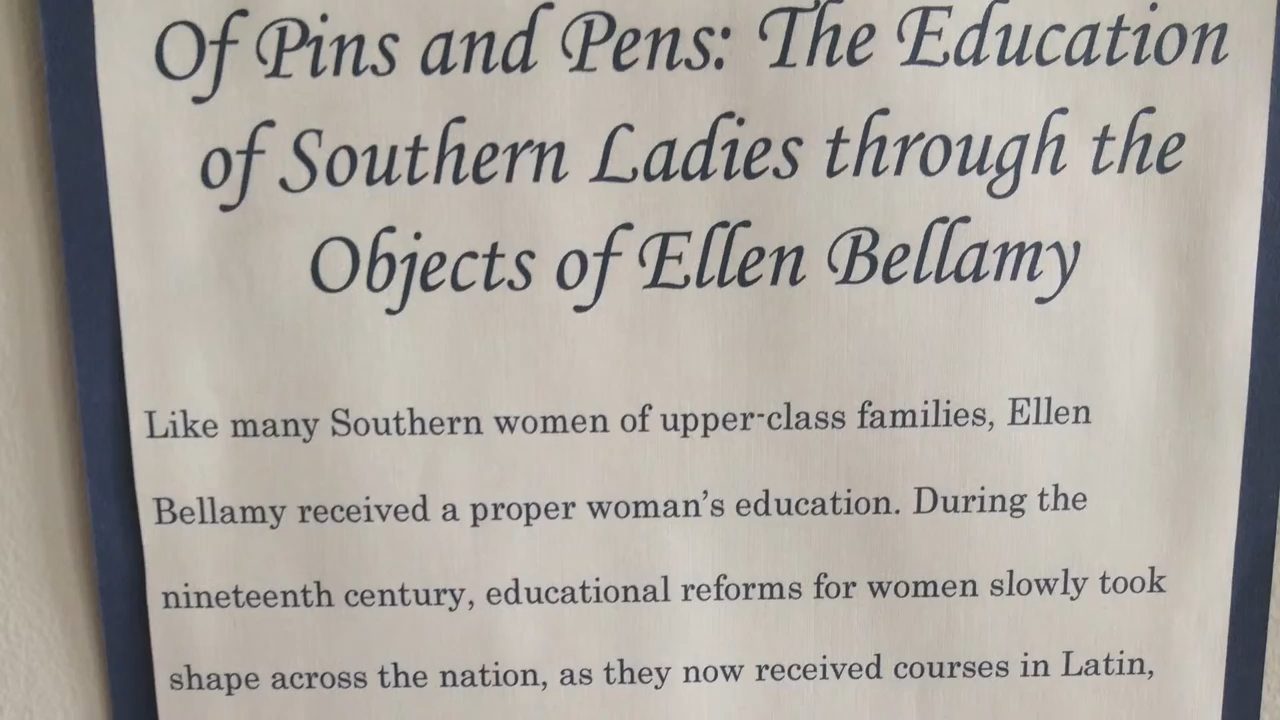 Of Pins and Pens: The Education
of Southern Ladies through the
Objects of Ellen Bellamy
Like many Southern women of upper-class families, Ellen
Bellamy received a proper woman’s education. During the
nineteenth century, educational reforms for women slowly took
shape across the nation, as they now received courses in Latin,